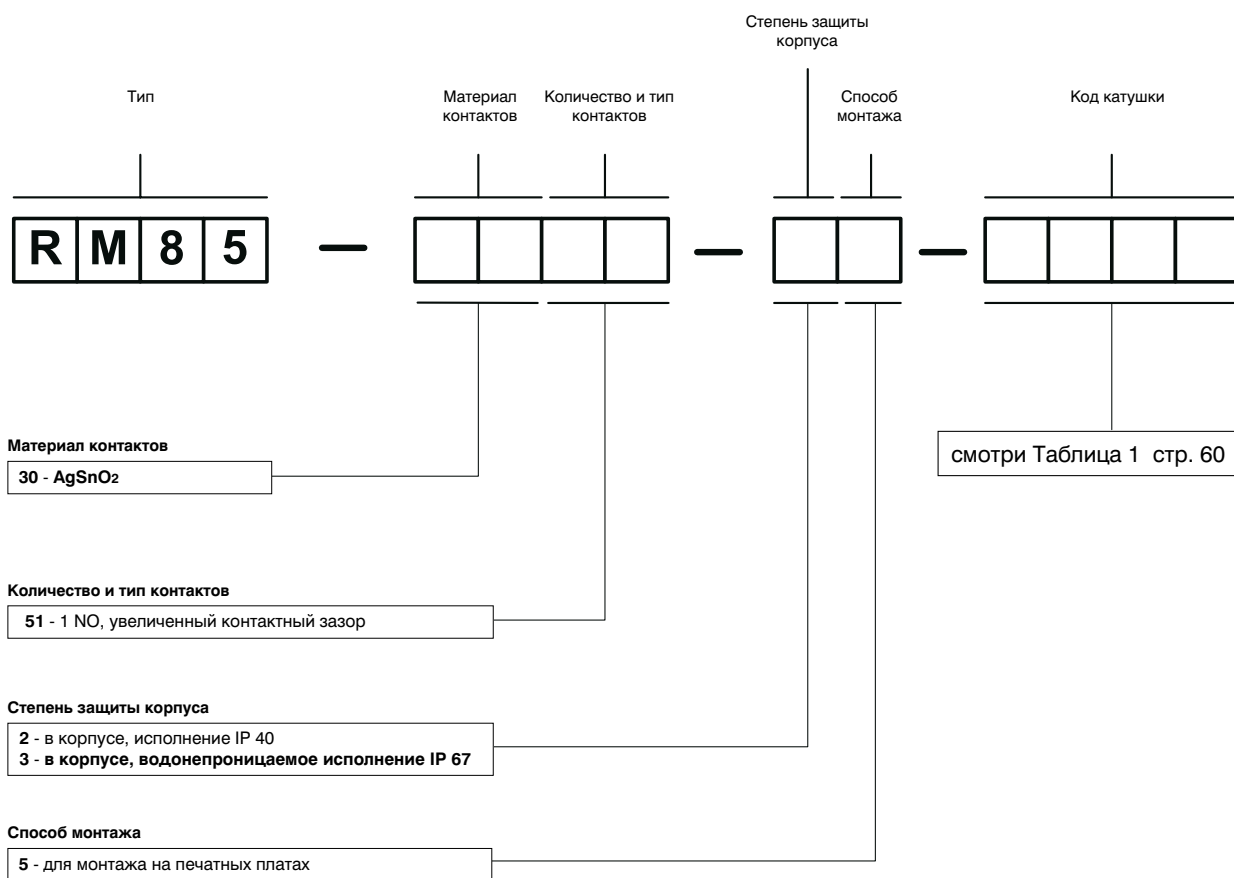 Степень защиты
корпуса
Тип
Материал
контактов
Количество и тип
контактов
Способ
монтажа
Код катушки
RM85 — — —
Материал контактов
30 - AgSnO2
смотри Таблица 1 стр. 60
Количество и тип контактов
51 - 1 NO, увеличенный контактный зазор
Степень защиты корпуса
2 - в корпусе, исполнение IP 40
3 - в корпусе, водонепроницаемое исполнение IP 67
Способ монтажа
5 - для монтажа на печатных платах